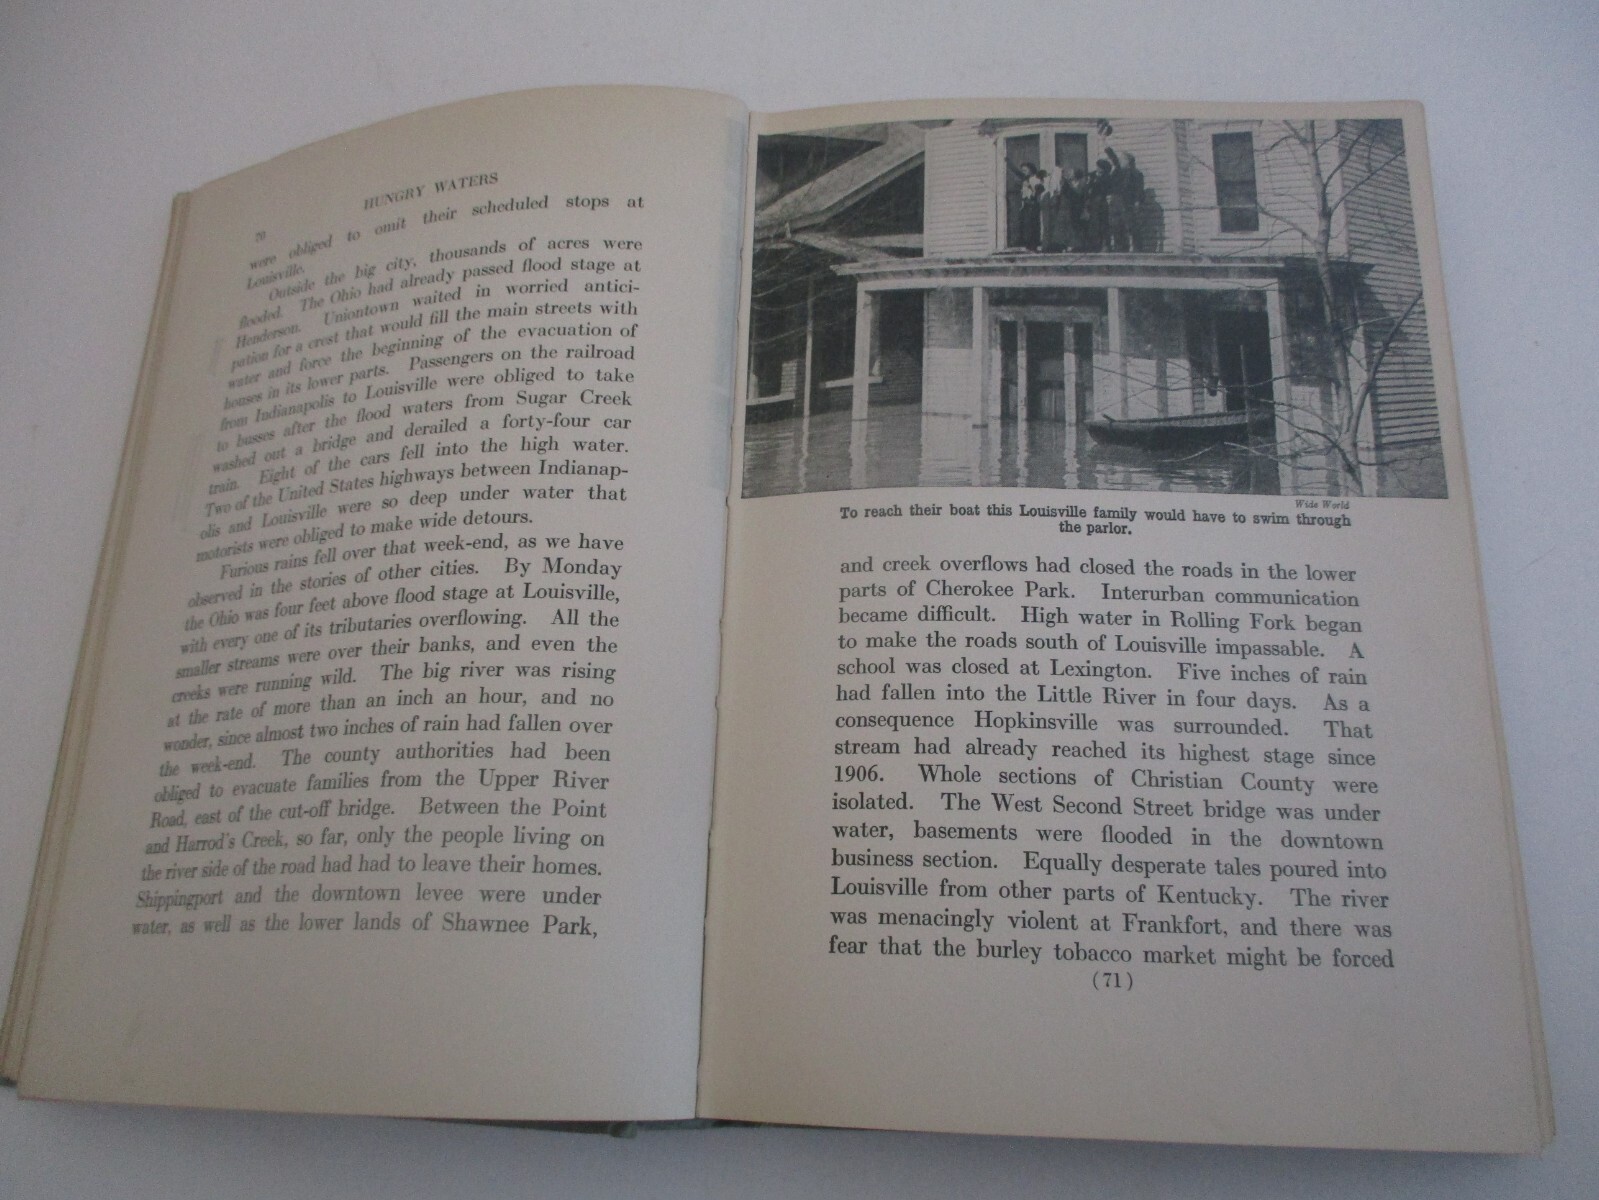 HUNGRY WATERS
70
were obliged to omit their scheduled stops at
Louisville.
Outside the big city, thousands of acres were
flooded. The Ohio had already passed flood stage at
Henderson. Uniontown waited in worried antici-
pation for a crest that would fill the main streets with
water and force the beginning of the evacuation of
houses in its lower parts. Passengers on the railroad
from Indianapolis to Louisville were obliged to take
to busses after the flood waters from Sugar Creek
washed out a bridge and derailed a forty-four car
train. Eight of the cars fell into the high water.
Two of the United States highways between Indianap-
olis and Louisville were so deep under water that
motorists were obliged to make wide detours.
Furious rains fell over that week-end, as we have
observed in the stories of other cities. By Monday
the Ohio was four feet above flood stage at Louisville,
with every one of its tributaries overflowing. All the
smaller streams were over their banks, and even the
creeks were running wild. The big river was rising
at the rate of more than an inch an hour, and no
wonder, since almost two inches of rain had fallen over
the week-end. The county authorities had been
obliged to evacuate families from the Upper River
Road, east of the cut-off bridge. Between the Point
and Harrod's Creek, so far, only the people living on
the river side of the road had had to leave their homes.
Shippingport and the downtown levee were under
water, as well as the lower lands of Shawnee Park,
Wide World
To reach their boat this Louisville family would have to swim through
the parlor.
and creek overflows had closed the roads in the lower
parts of Cherokee Park. Interurban communication
became difficult. High water in Rolling Fork began
to make the roads south of Louisville impassable. A
school was closed at Lexington. Five inches of rain
had fallen into the Little River in four days. As a
consequence Hopkinsville was surrounded. That
stream had already reached its highest stage since
1906. Whole sections of Christian County were
isolated. The West Second Street bridge was under
water, basements were flooded in the downtown
business section. Equally desperate tales poured into
Louisville from other parts of Kentucky. The river
was menacingly violent at Frankfort, and there was
fear that the burley tobacco market might be forced
(71)